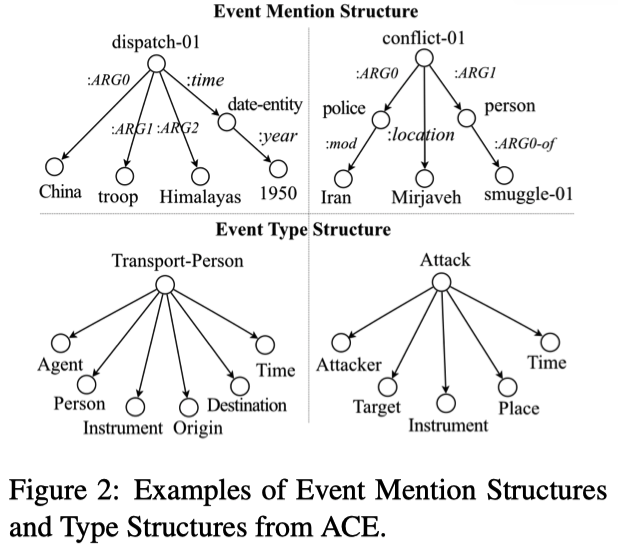 Event Mention Structure
dispatch-01
conflict-01
:ARG0
:time
:ARG0
:ARG1
date-entity
police
person
:ARG1
:ARG2
:location
:year
:mod
:ARG0-of
China
troop
Himalayas
1950
Iran
Mirjaveh
smuggle-01
Event Type Structure
Transport-Person
Attack
Agent
Time
Attacker
Time
Person
Destination
Target
Place
Instrument
Origin
Instrument
Figure 2: Examples of Event Mention Structures
and Type Structures from ACE.